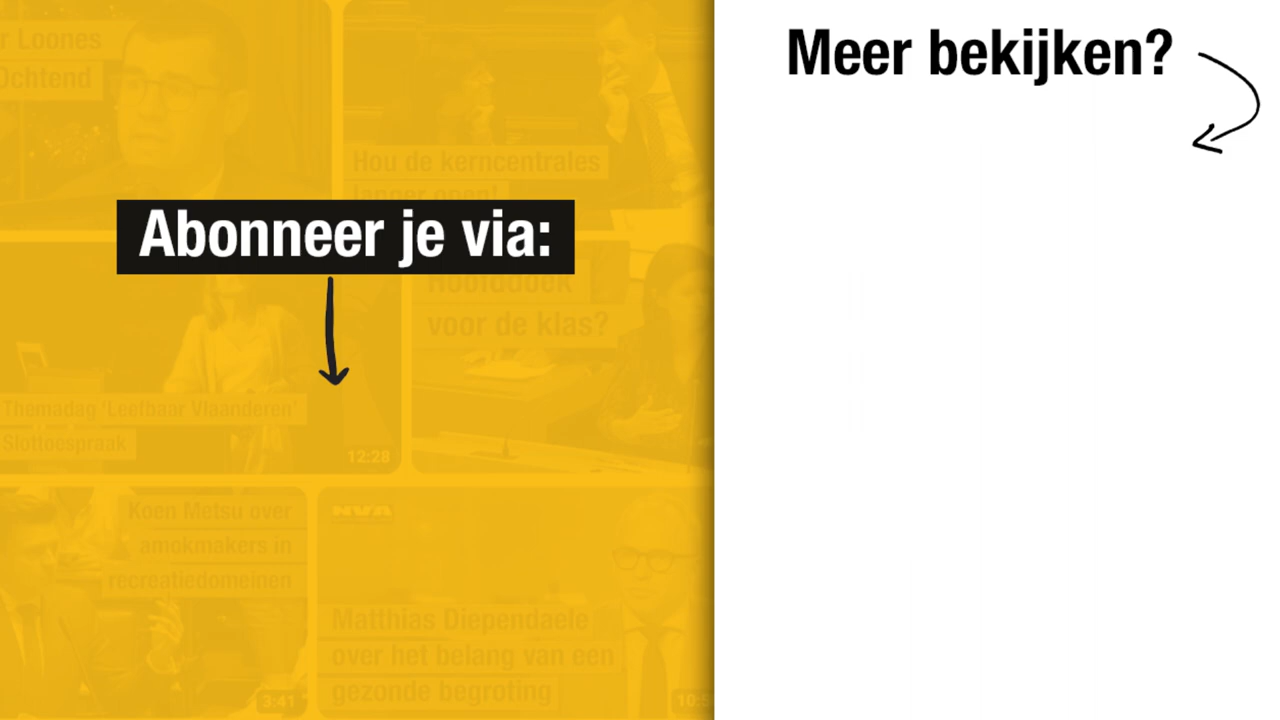 r Loones
Ochtend
Hou de kerncentrales
langer open!
Abonneer je via:
Hoofddoek
voor de klas?
Themadag 'Leefbaar Vlaanderen'
Slottoespraak
12:28
Koen Metsu over
amokmakers in
recreatiedomeinen
3:41
N-VA
Matthias Diependaele
over het belang van een
gezonde begroting
Meer bekijken?